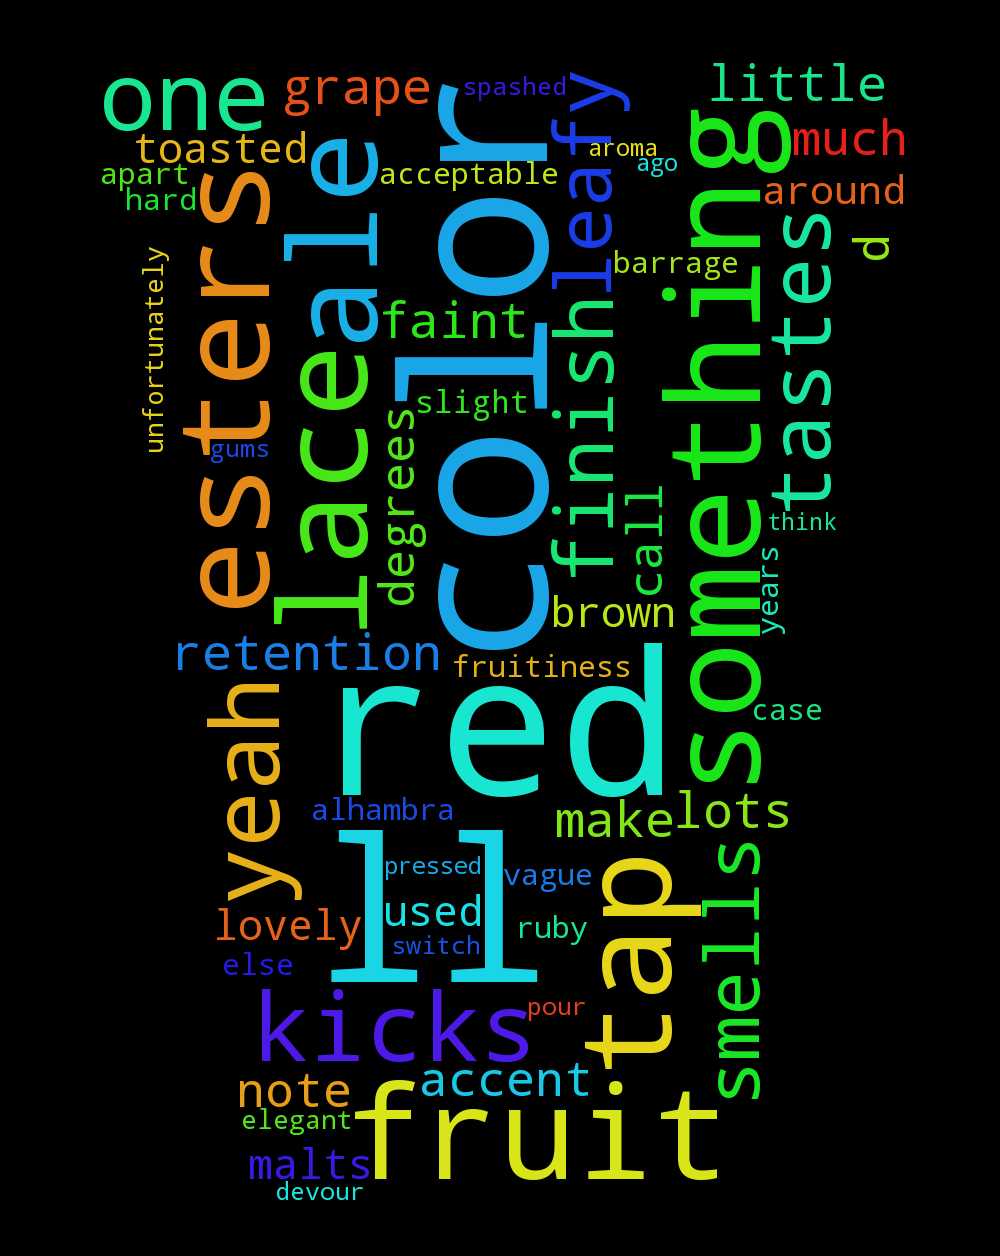 one
grape
spashed
leafy
little
toasted
ale
color
aroma
ago
something
much
apart
hard
acceptable
around
esters
tastes
d
unfortunately
barrage
faint
finish
lace
slight
degrees
gums
call
think
years
brown
retention
fruitiness
red
yeah
case
alhambra
make
lots
ll
pressed
vague
tap
smells
lovely
used
ruby
switch
else
kicks
pour
note
accent
fruit
elegant
malts
devour